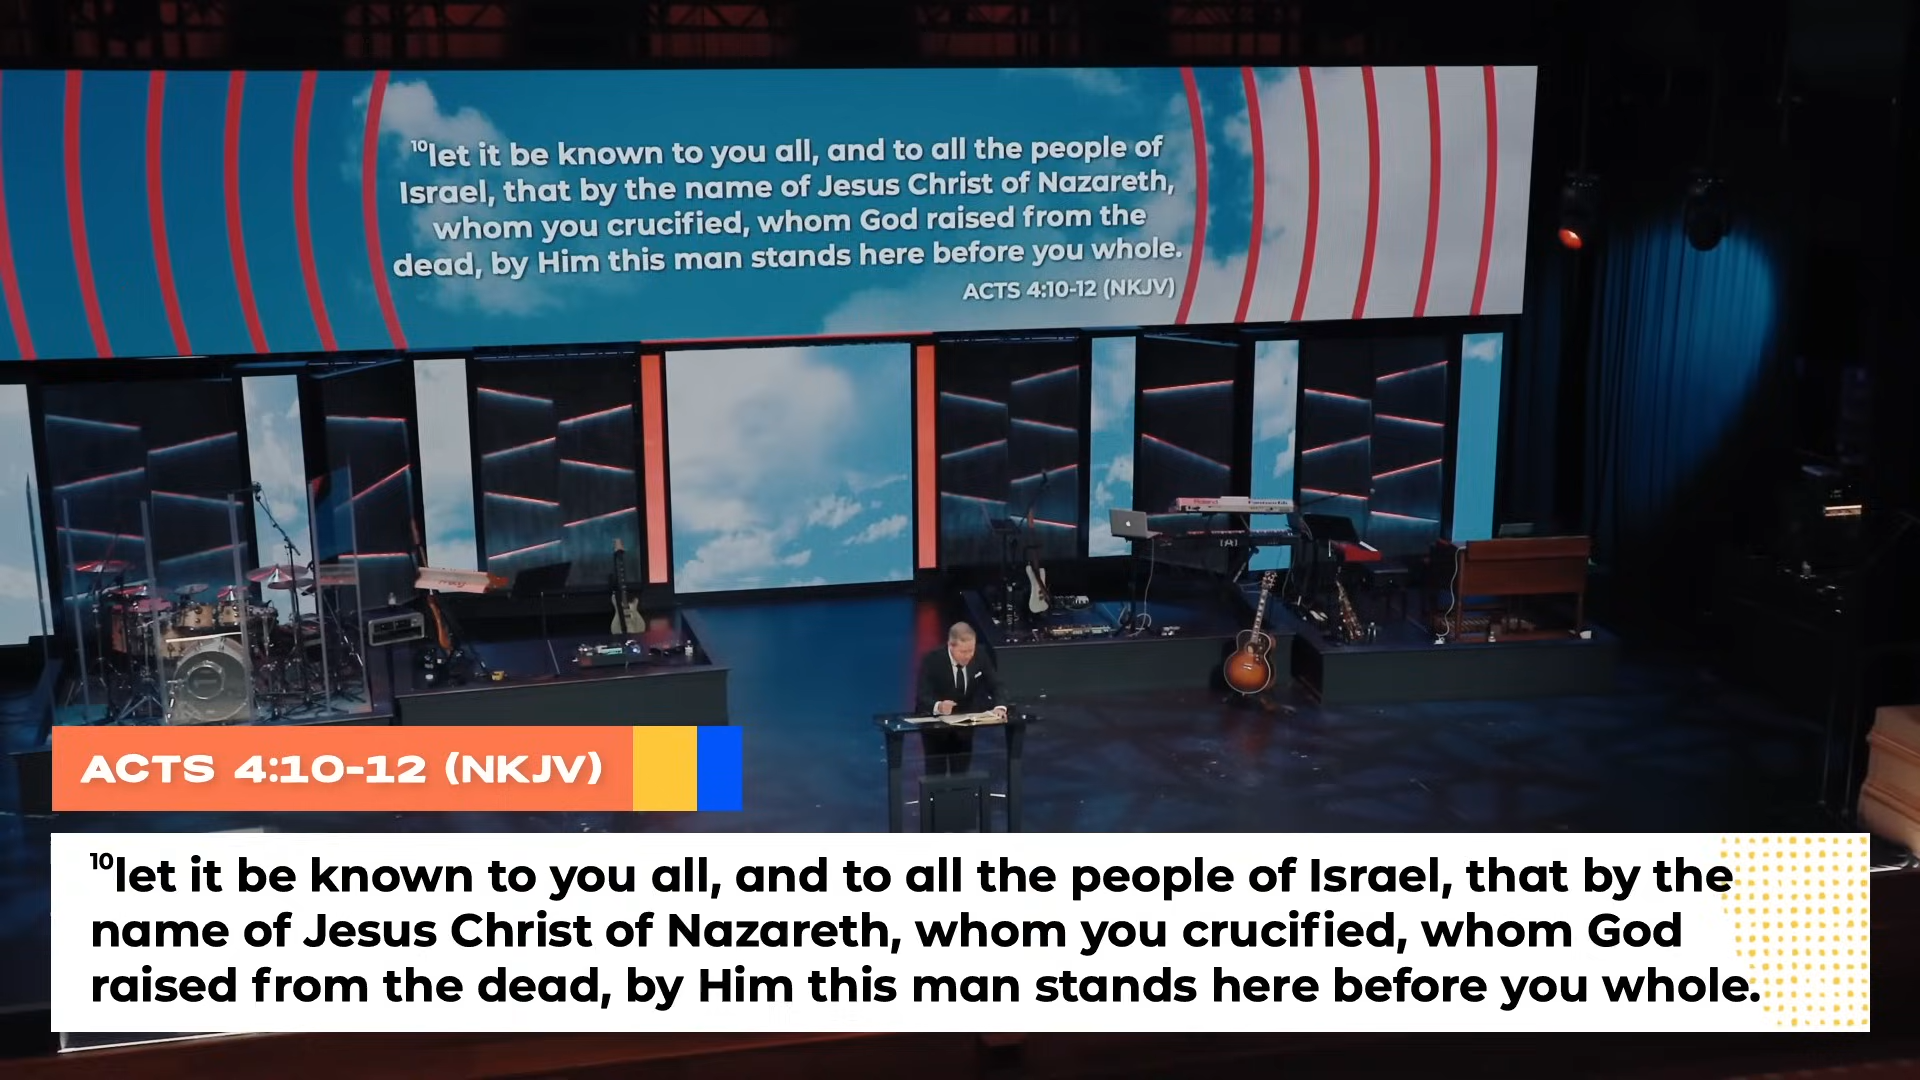 ¹⁰let it be known to you all, and to all the people of
Israel, that by the name of Jesus Christ of Nazareth,
whom you crucified, whom God raised from the
dead, by Him this man stands here before you whole.
ACTS 4:10-12 (NKJV)
Roland
ACTS 4:10-12 (NKJV)
¹⁰let it be known to you all, and to all the people of Israel, that by the
name of Jesus Christ of Nazareth, whom you crucified, whom God
raised from the dead, by Him this man stands here before you whole.